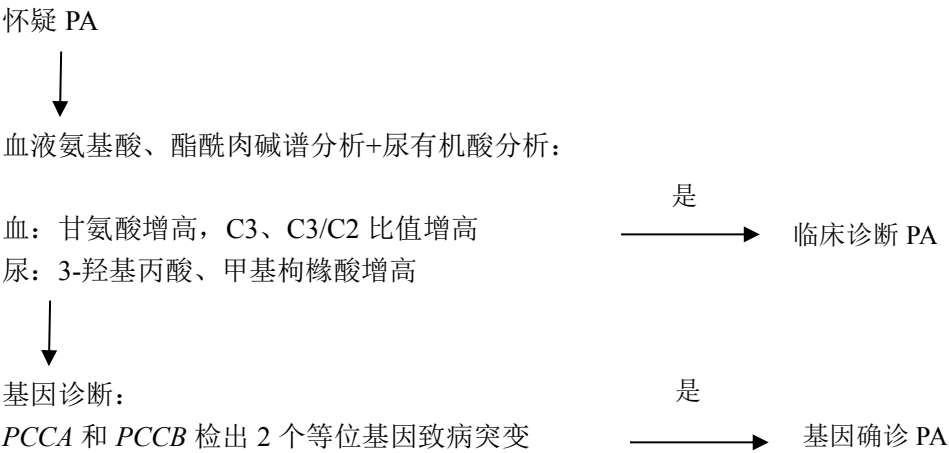 怀疑 PA
血液氨基酸、酯酰肉碱谱分析+尿有机酸分析：
是
血：甘氨酸增高，C3、C3/C2 比值增高
临床诊断 PA
尿：3-羟基丙酸、甲基枸橼酸增高
基因诊断：
是
PCCA 和 PCCB 检出 2 个等位基因致病突变
基因确诊 PA